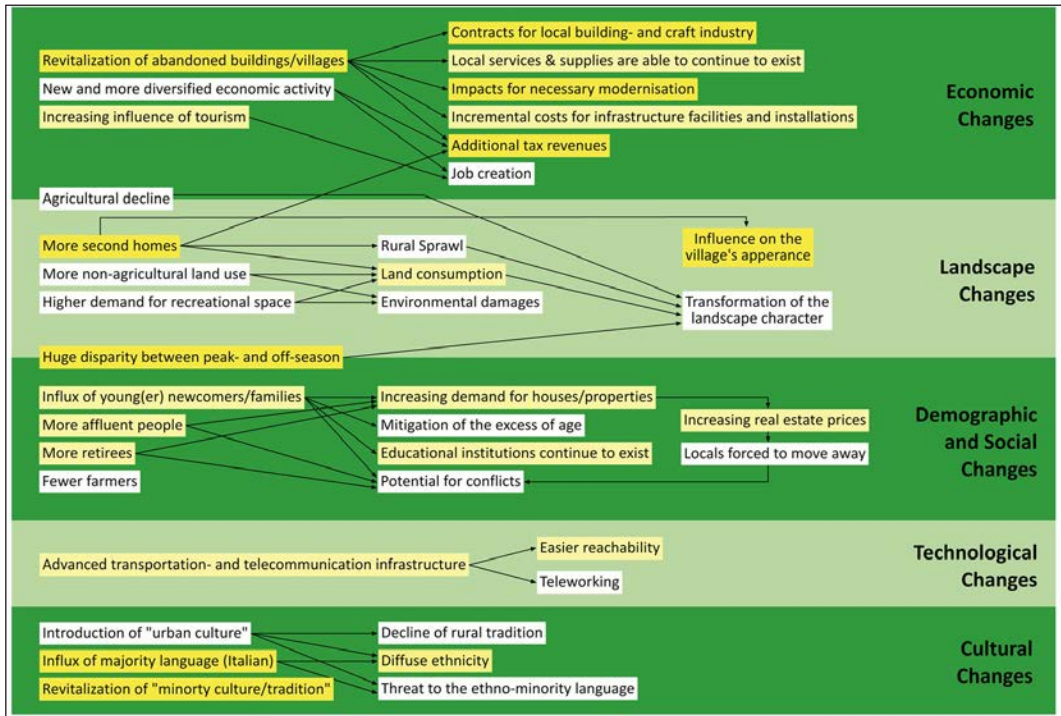 Contracts for local building- and craft industry
Revitalization of abandoned buildings/villages
Local services & supplies are able to continue to exist
New and more diversified economic activity
Impacts for necessary modernisation
Increasing influence of tourism
Incremental costs for infrastructure facilities and installations
Additional tax revenues
Job creation
Economic
Changes
Agricultural decline
More second homes
Rural Sprawl
Influence on the
village's apperance
More non-agricultural land use
Land consumption
Higher demand for recreational space
Environmental damages
Transformation of the
landscape character
Landscape
Changes
Huge disparity between peak- and off-season
Influx of young(er) newcomers/families
Increasing demand for houses/properties
More affluent people
Mitigation of the excess of age
Increasing real estate prices
More retirees
Educational institutions continue to exist
Locals forced to move away
Fewer farmers
Potential for conflicts
Demographic
and Social
Changes
Advanced transportation- and telecommunication infrastructure
Easier reachability
Teleworking
Technological
Changes
Introduction of "urban culture"
Decline of rural tradition
Influx of majority language (Italian)
Diffuse ethnicity
Revitalization of "minorty culture/tradition"
Threat to the ethno-minority language
Cultural
Changes